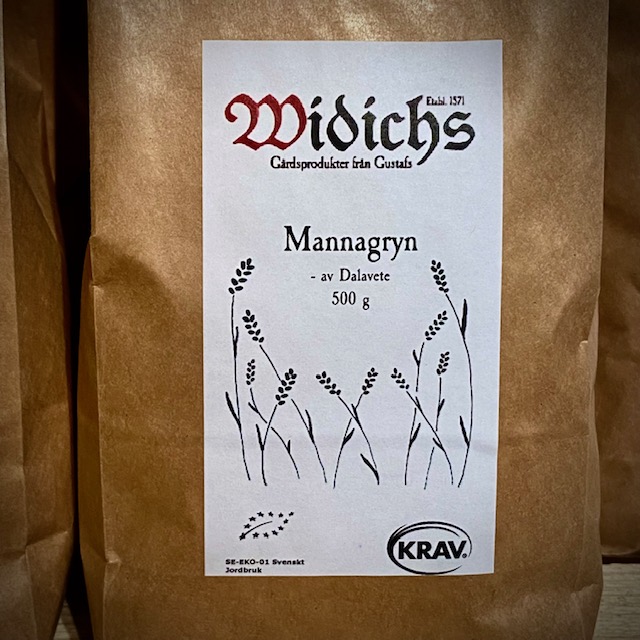 Etabl. 1571
Widichs
Gårdsprodukter från Gustafs
Mannagryn
- av Dalavete
500 g
SE-EKO-01 Svenskt
Jordbruk
KRAV®